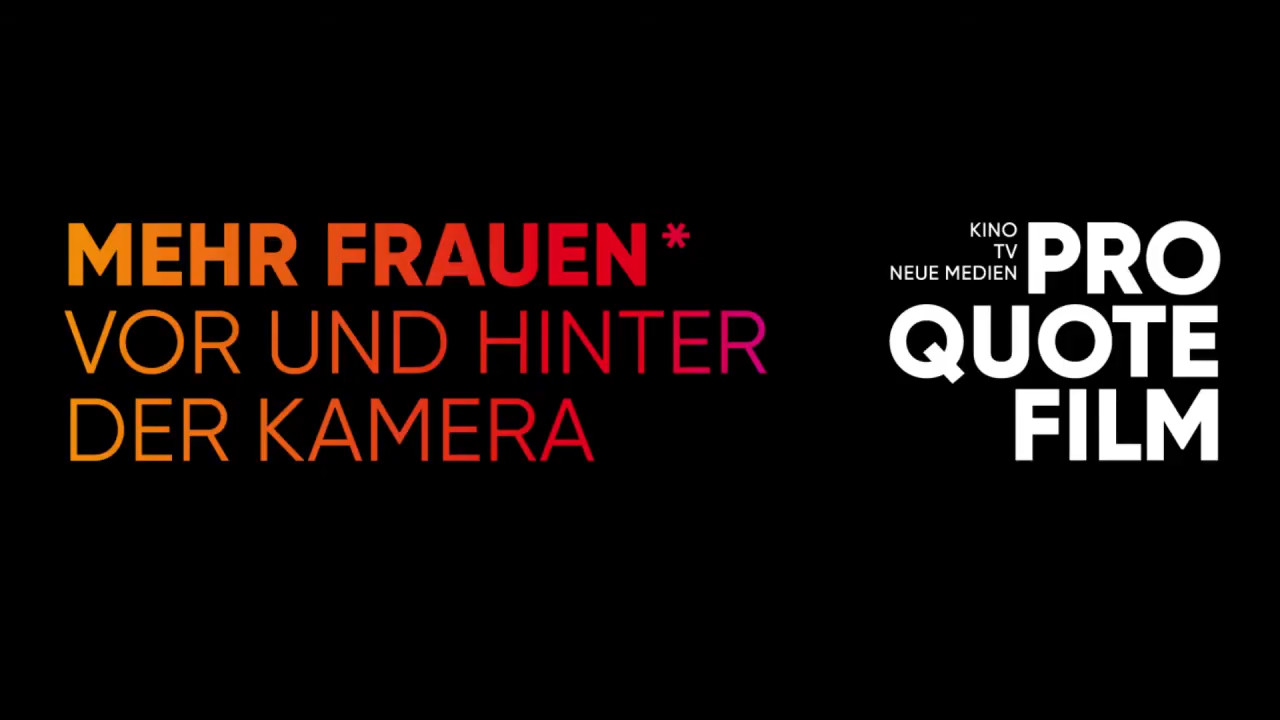 MEHR FRAUEN*
VOR UND HINTER
DER KAMERA
KINO
TV
NEUE MEDIEN
PRO
QUOTE
FILM